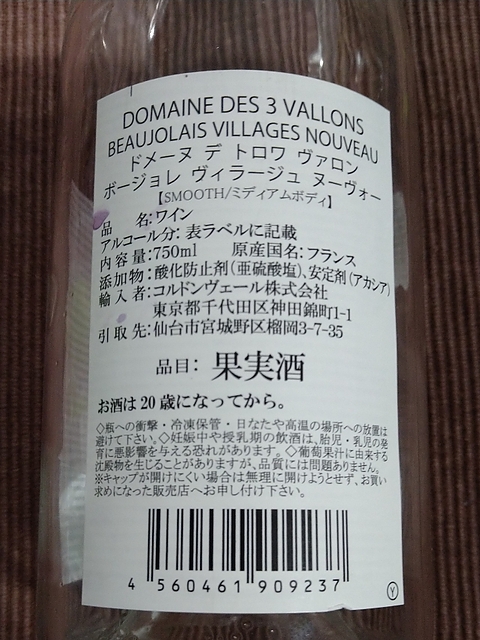 DOMAINE DES 3 VALLONS
BEAUJOLAIS VILLAGES NOUVEAU
ドメーヌ デ トロワ ヴァロン
ボージョレ ヴィラージュ ヌーヴォー
【SMOOTH/ミディアムボディ】
品 名:ワイン
アルコール分: 表ラベルに記載
内容量:750ml 原産国名:フランス
添加物:酸化防止剤(亜硫酸塩)、安定剤(アカシア)
輸入者:コルドンヴェール株式会社
東京都千代田区神田錦町1-1
引取先:仙台市宮城野区榴岡3-7-35
品目: 果実酒
お酒は20歳になってから。
◇瓶への衝撃・冷凍保管・日なたや高温の場所への放置は
避けて下さい。◇妊娠中や授乳期の飲酒は、胎児・乳児の発
育に悪影響を与える恐れがあります。◇葡萄果汁に由来する
沈殿物を生じることがありますが、品質には問題ありません。
※キャップが開けにくい場合は無理に開けようとせず、お買い
求めになった販売店へお申し付け下さい。
4 560461 909237
Y